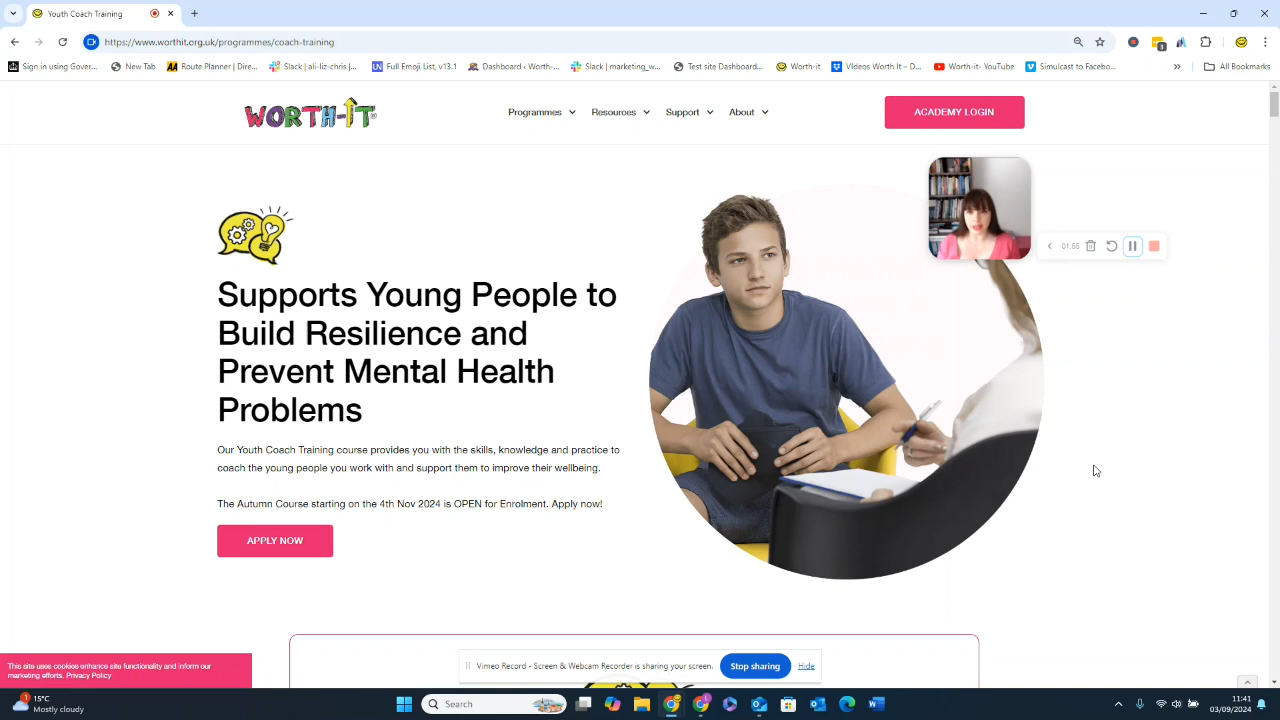 Youth Coach Training
https://www.worthit.org.uk/programmes/coach-training
Sign in using Gover... New Tab Route Planner | Dire... Slack | ali-liz-chris | je... Full Emoji List, v13.1 Dashboard ‹ Worth-... Slack | marketing_w... Test site Dashboard... Worth-it Videos Worth It – D... YouTube Simulcast to Facebo... » All Bookmarks
WORTH-IT®
Programmes Resources Support About
ACADEMY LOGIN
01:55
Supports Young People to
Build Resilience and
Prevent Mental Health
Problems
Our Youth Coach Training course provides you with the skills, knowledge and practice to
coach the young people you work with and support them to improve their wellbeing.
The Autumn Course starting on the 4th Nov 2024 is OPEN for Enrolment. Apply now!
APPLY NOW
This site uses cookies enhance site functionality and inform our
marketing efforts. Privacy Policy
Vimeo Record - Screen & Webcam Recorder is sharing your screen. Stop sharing Hide
1
15°C
Mostly cloudy
Search
11:41
03/09/2024